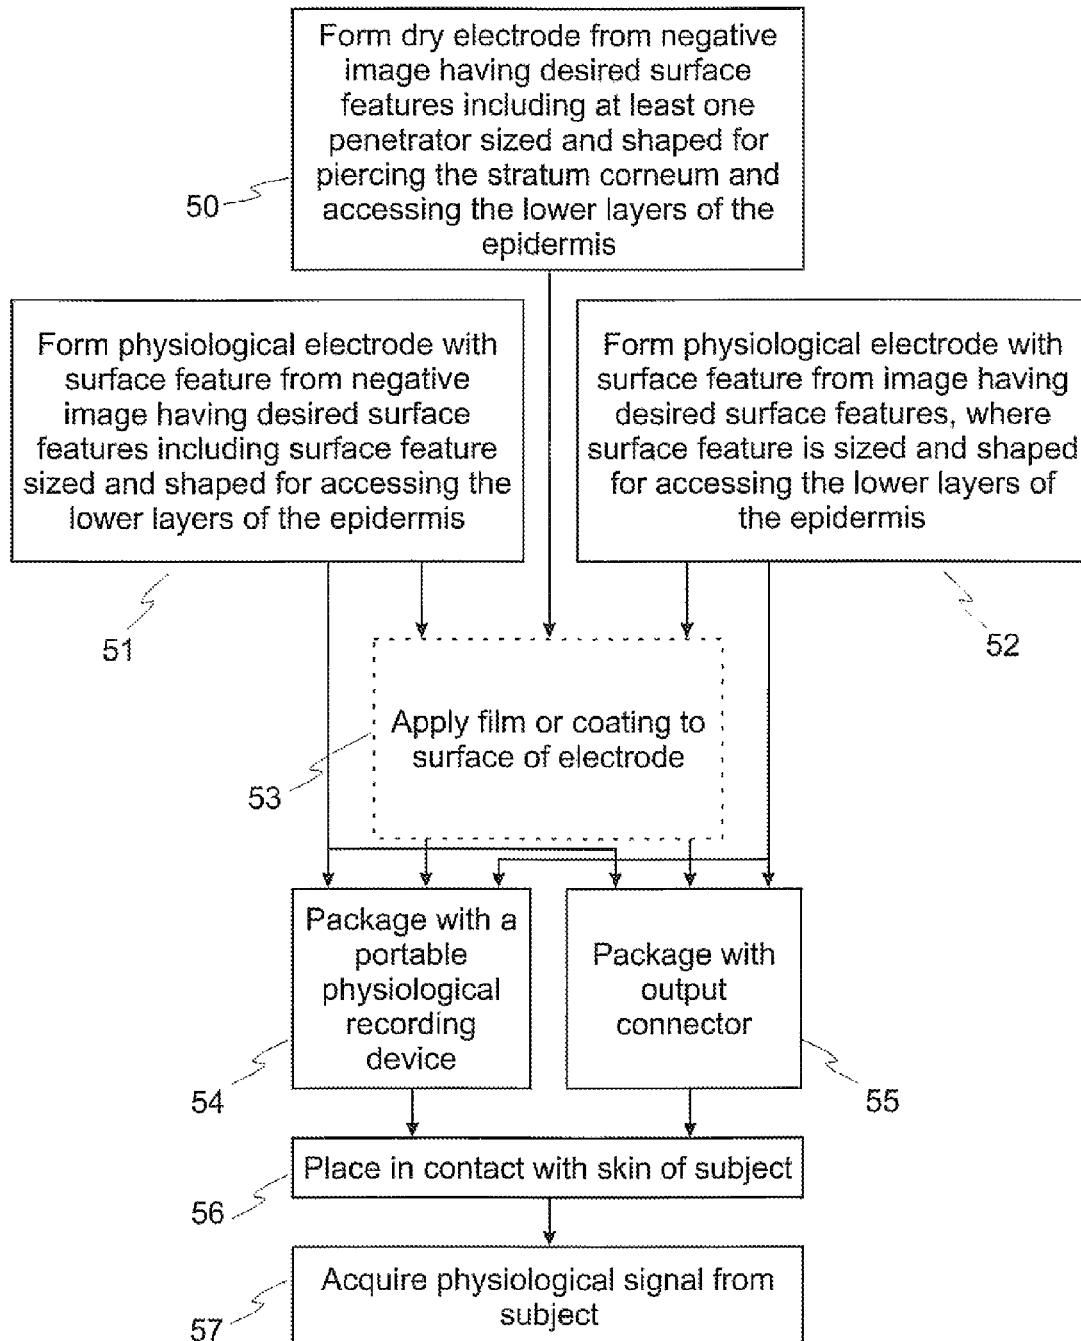 Form dry electrode from negative
image having desired surface
features including at least one
penetrator sized and shaped for
piercing the stratum corneum and
accessing the lower layers of the
epidermis
50
Form physiological electrode with
surface feature from negative
image having desired surface
features including surface feature
sized and shaped for accessing the
lower layers of the epidermis
51
Form physiological electrode with
surface feature from image having
desired surface features, where
surface feature is sized and shaped
for accessing the lower layers of
the epidermis
52
Apply film or coating to
surface of electrode
53
Package with a
portable
physiological
recording
device
54
Package with
output
connector
55
Place in contact with skin of subject
56
Acquire physiological signal from
subject
57